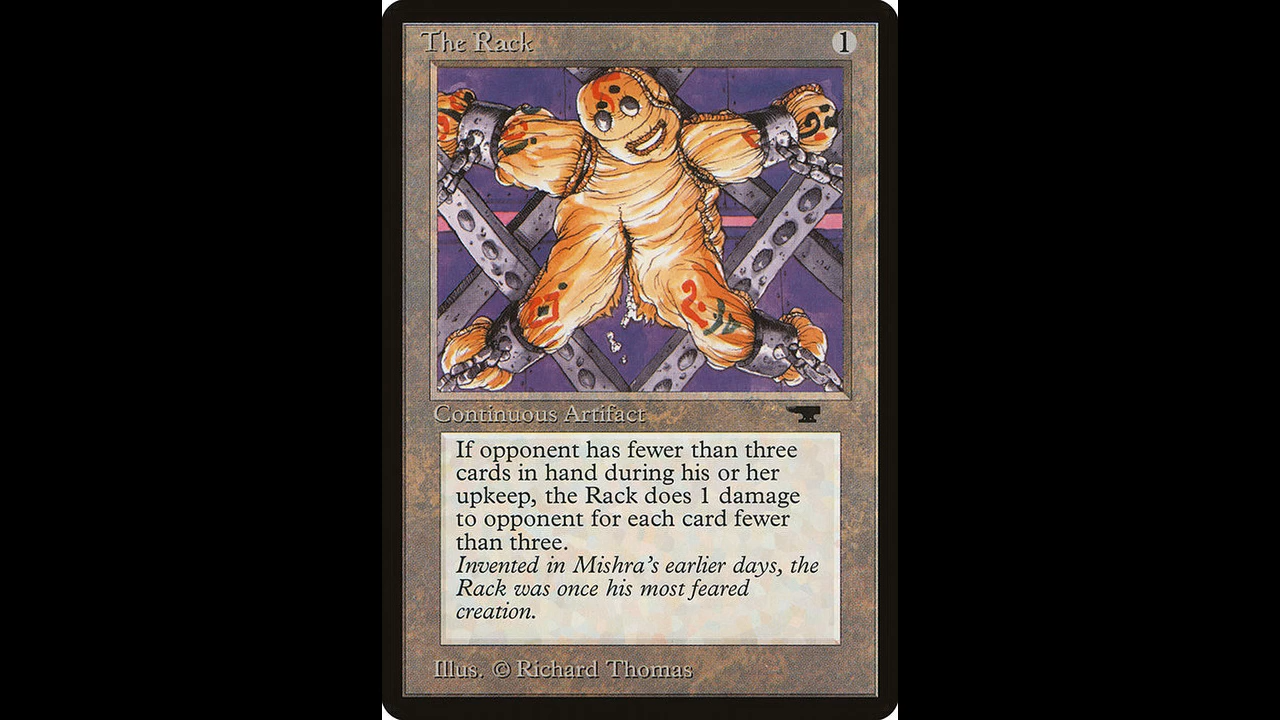 The Rack 1
Continuous Artifact
If opponent has fewer than three
cards in hand during his or her
upkeep, the Rack does 1 damage
to opponent for each card fewer
than three.
Invented in Mishra's earlier days, the
Rack was once his most feared
creation.
Illus. © Richard Thomas